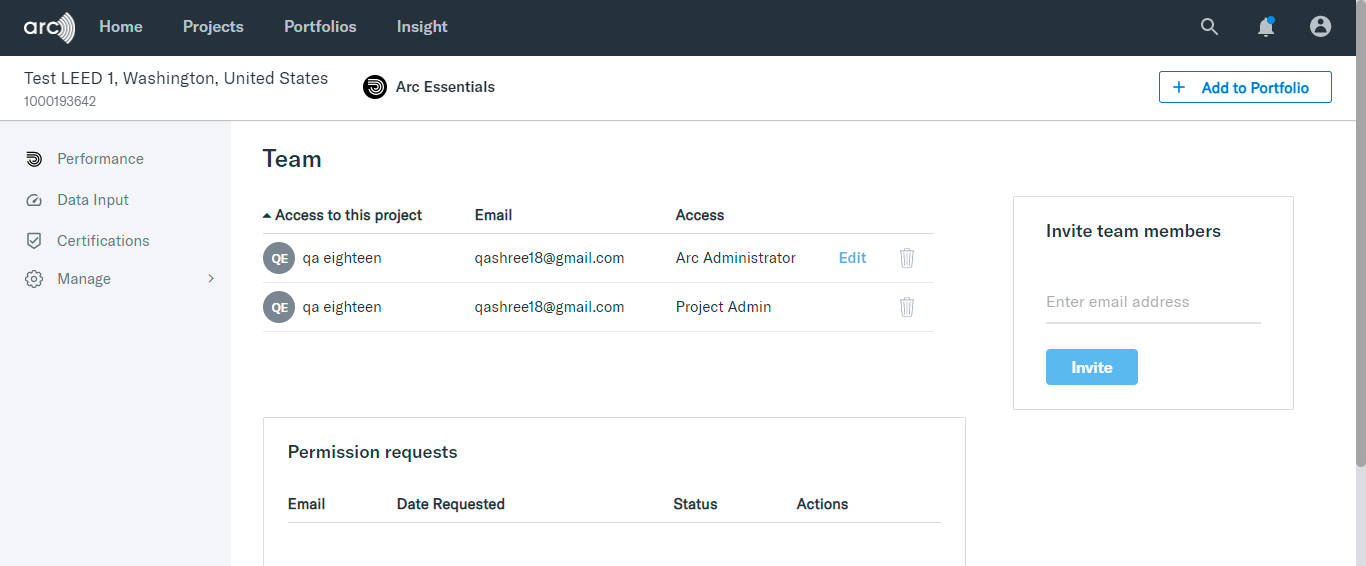 arc Home Projects Portfolios Insight
Test LEED 1, Washington, United States
1000193642
Arc Essentials
+ Add to Portfolio
Performance
Data Input
Certifications
Manage
Team
Access to this project Email Access
QE qa eighteen qashree18@gmail.com Arc Administrator Edit
QE qa eighteen qashree18@gmail.com Project Admin
Invite team members
Enter email address
Invite
Permission requests
Email Date Requested Status Actions